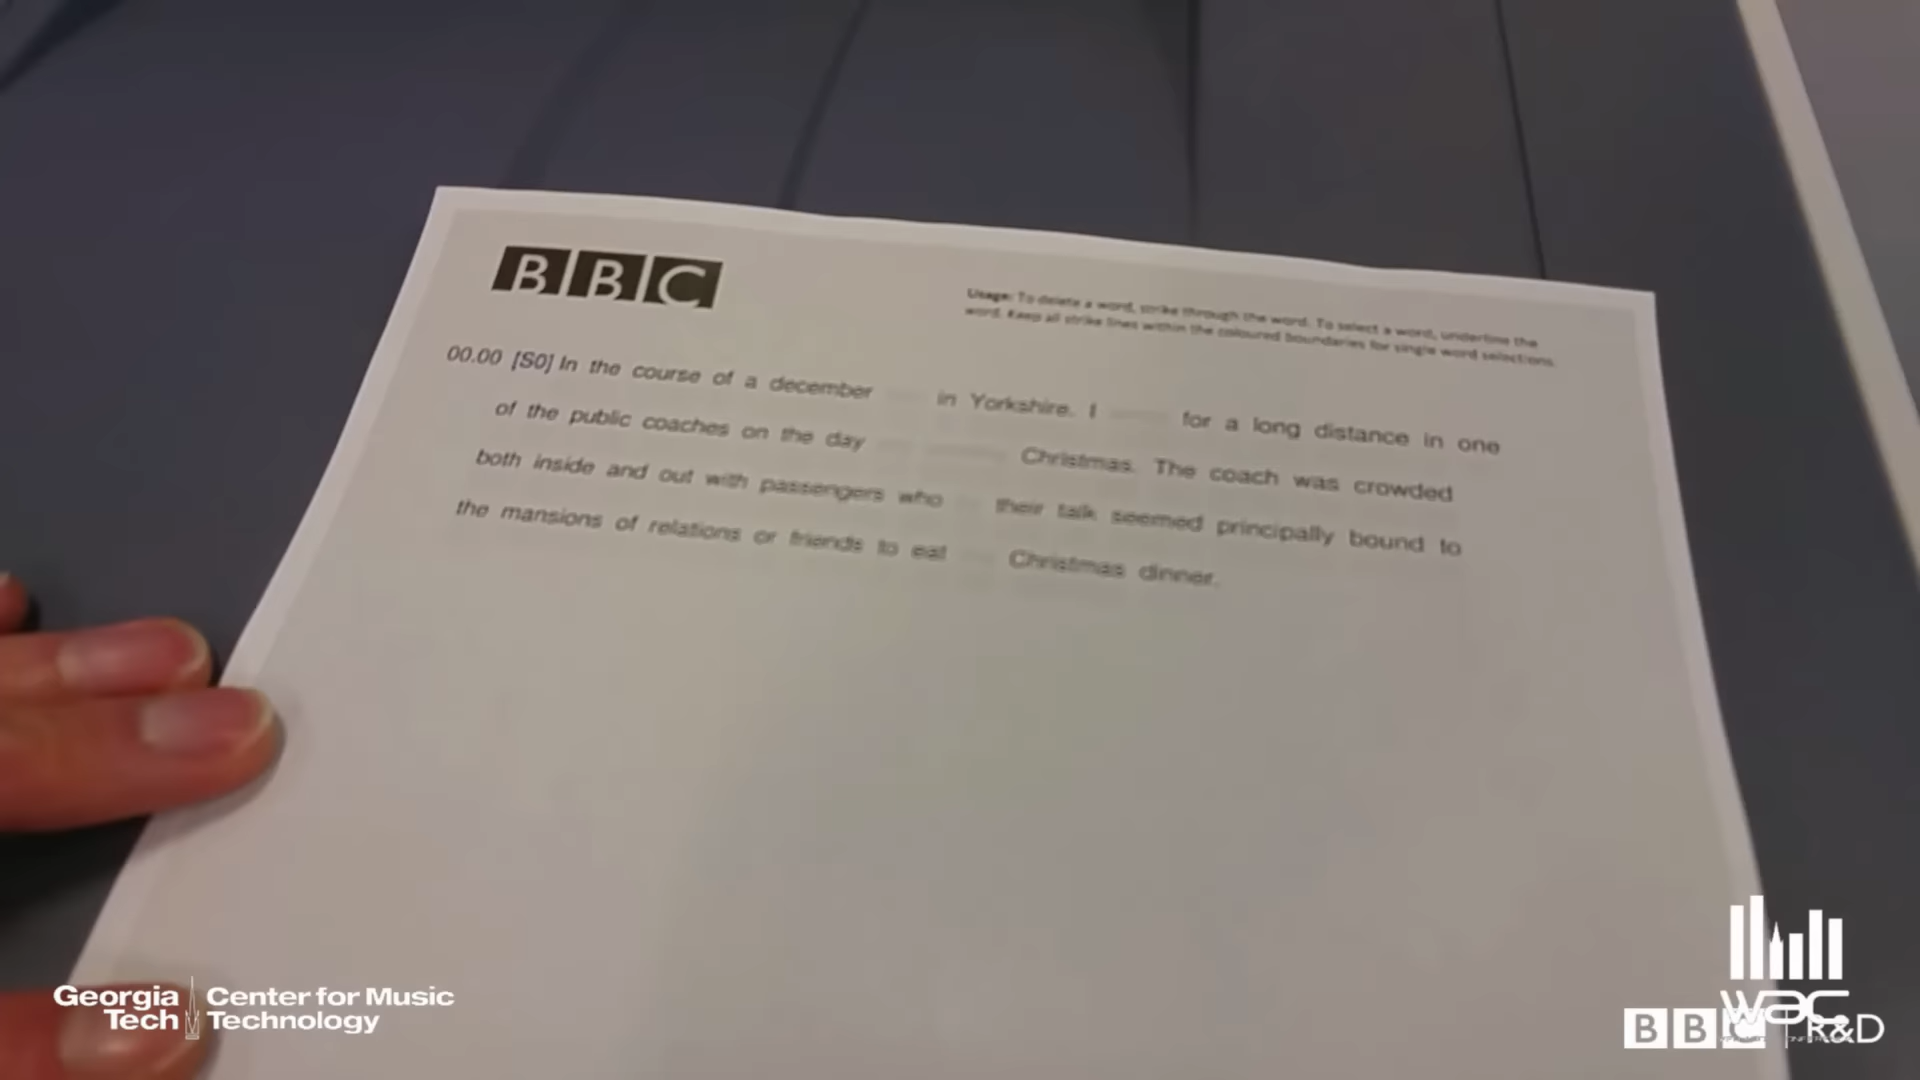 BBC
Usage: To delete a word, strike through the word. To select a word, underline the
word. Keep all strike lines within the coloured boundaries for single word selections.
00.00 [S0] In the course of a december in Yorkshire. I for a long distance in one
of the public coaches on the day Christmas. The coach was crowded
both inside and out with passengers who their talk seemed principally bound to
the mansions of relations or friends to eat Christmas dinner.
Georgia Tech
Center for Music Technology
wac
BBC R&D